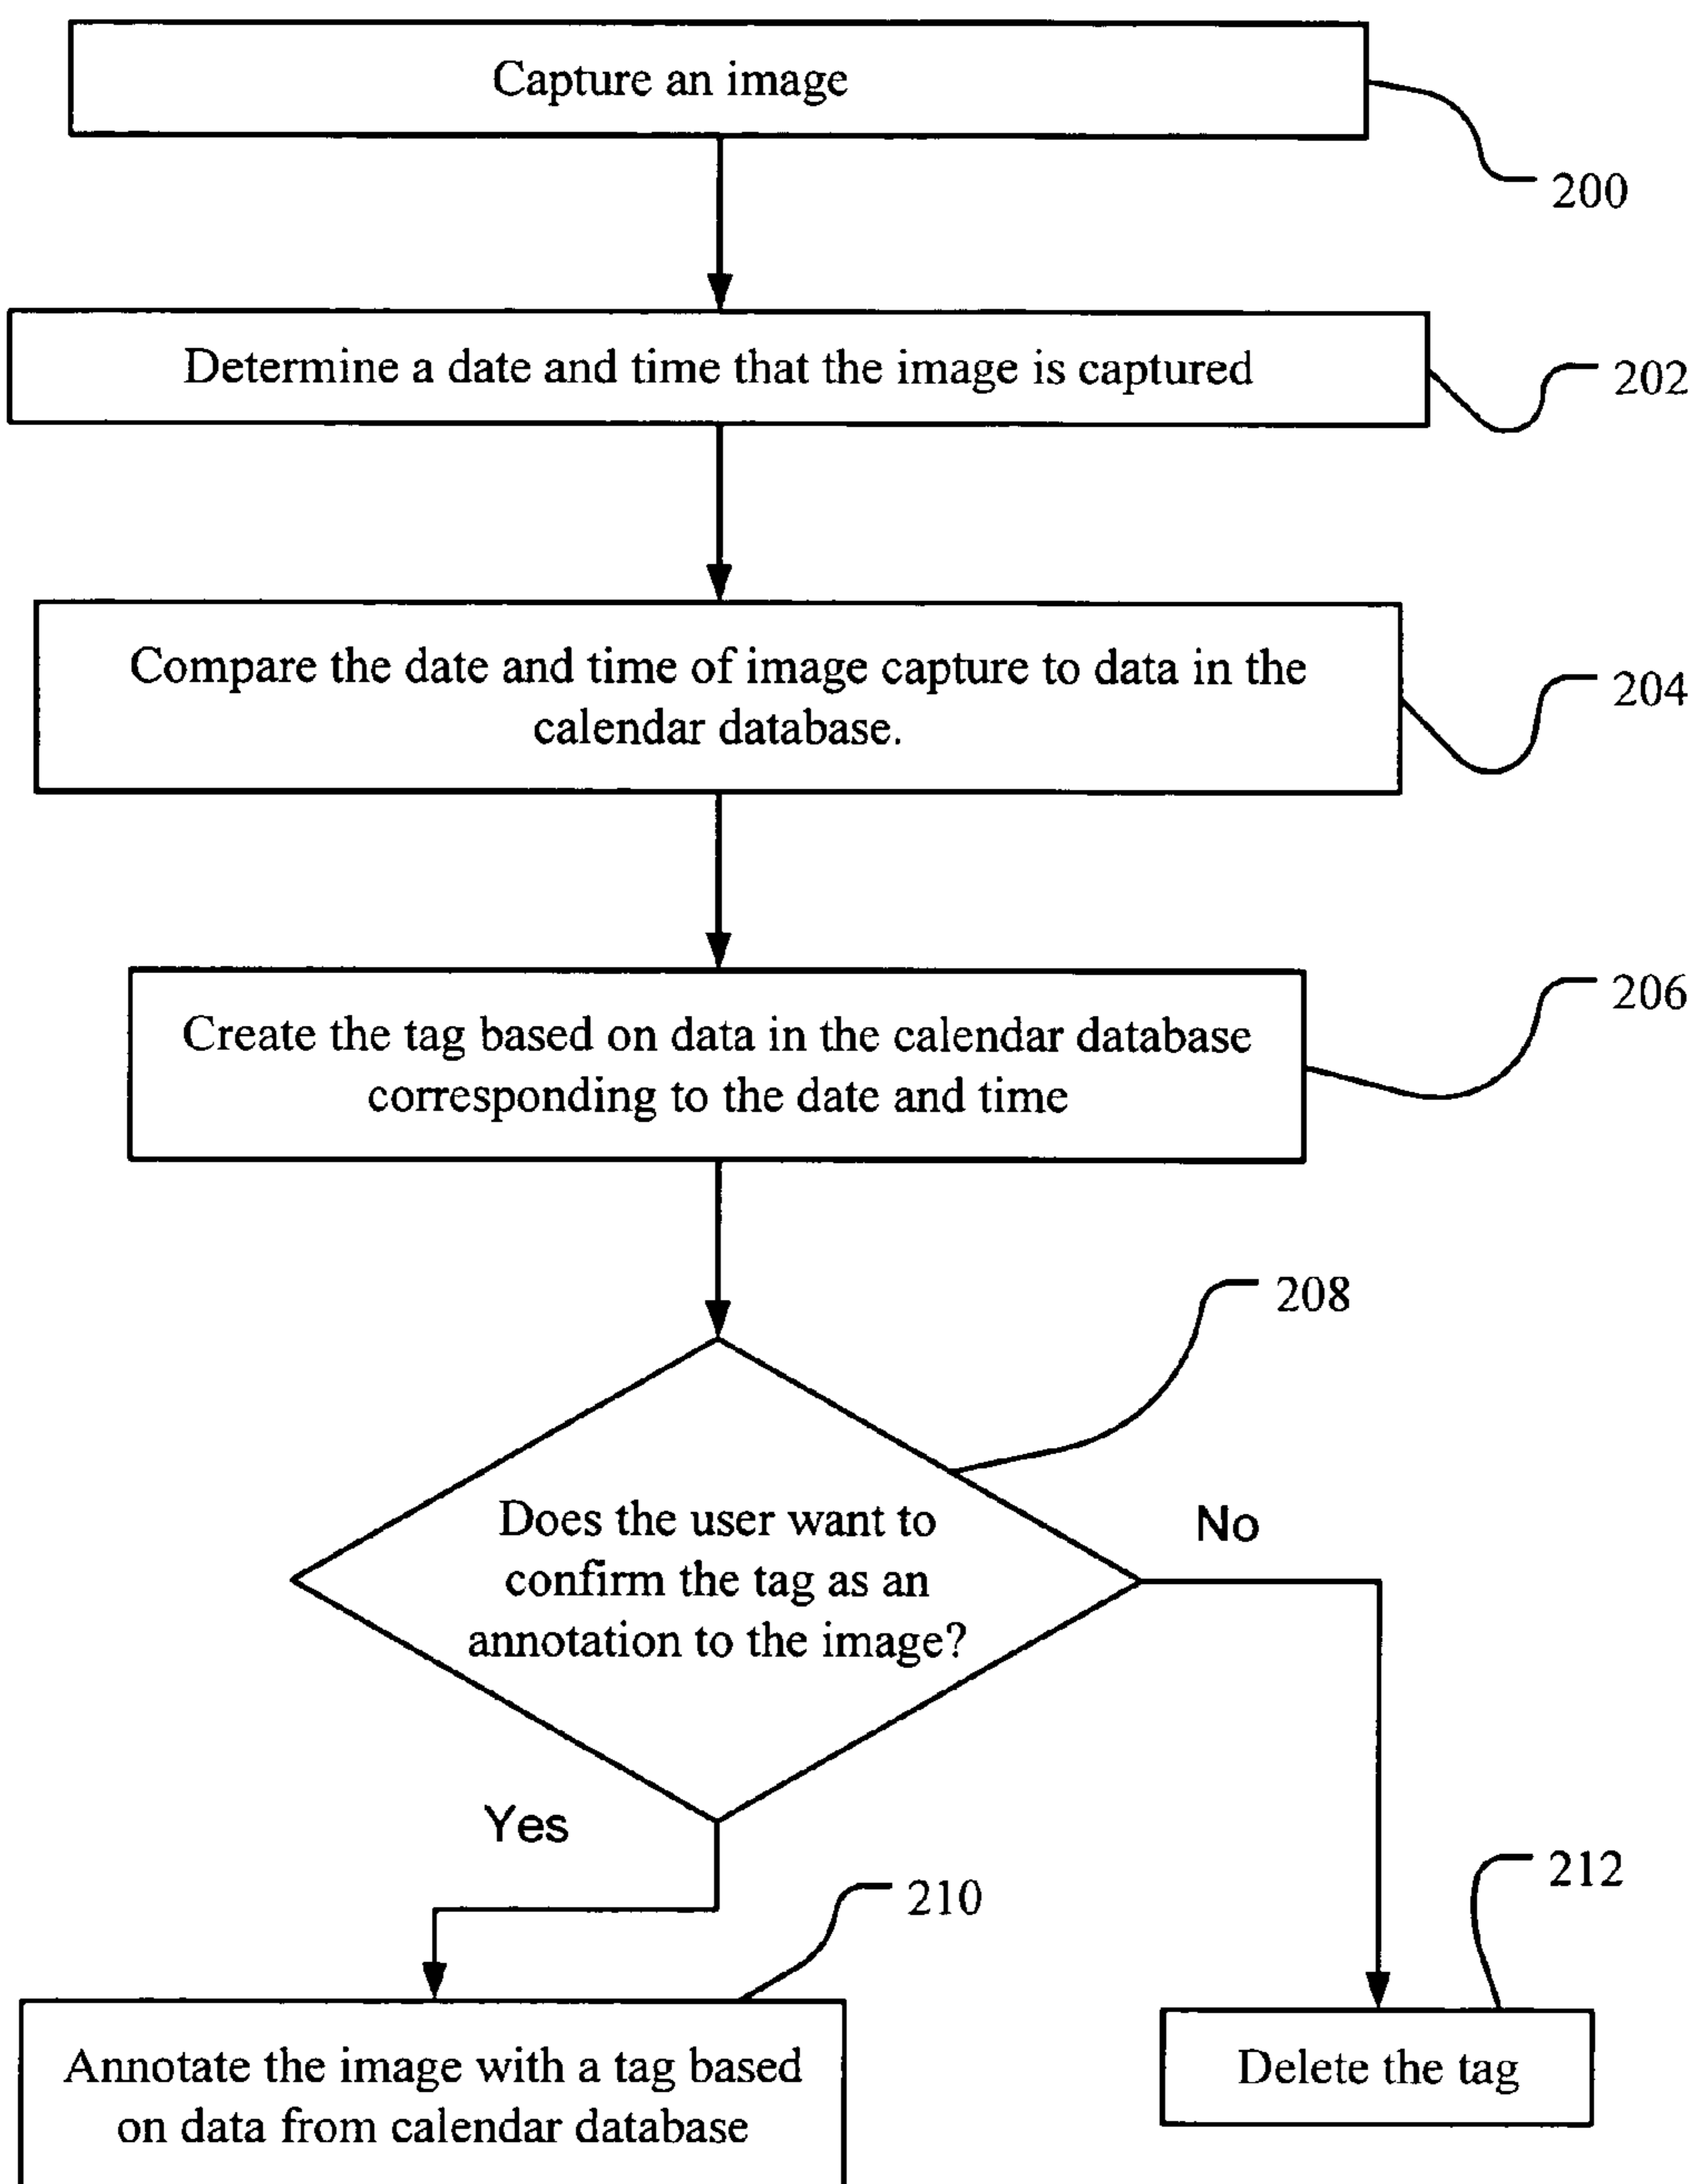 Capture an image
200
Determine a date and time that the image is captured
202
Compare the date and time of image capture to data in the
calendar database.
204
Create the tag based on data in the calendar database
corresponding to the date and time
206
208
Does the user want to
confirm the tag as an
annotation to the image?
No
Yes
210
212
Annotate the image with a tag based
on data from calendar database
Delete the tag